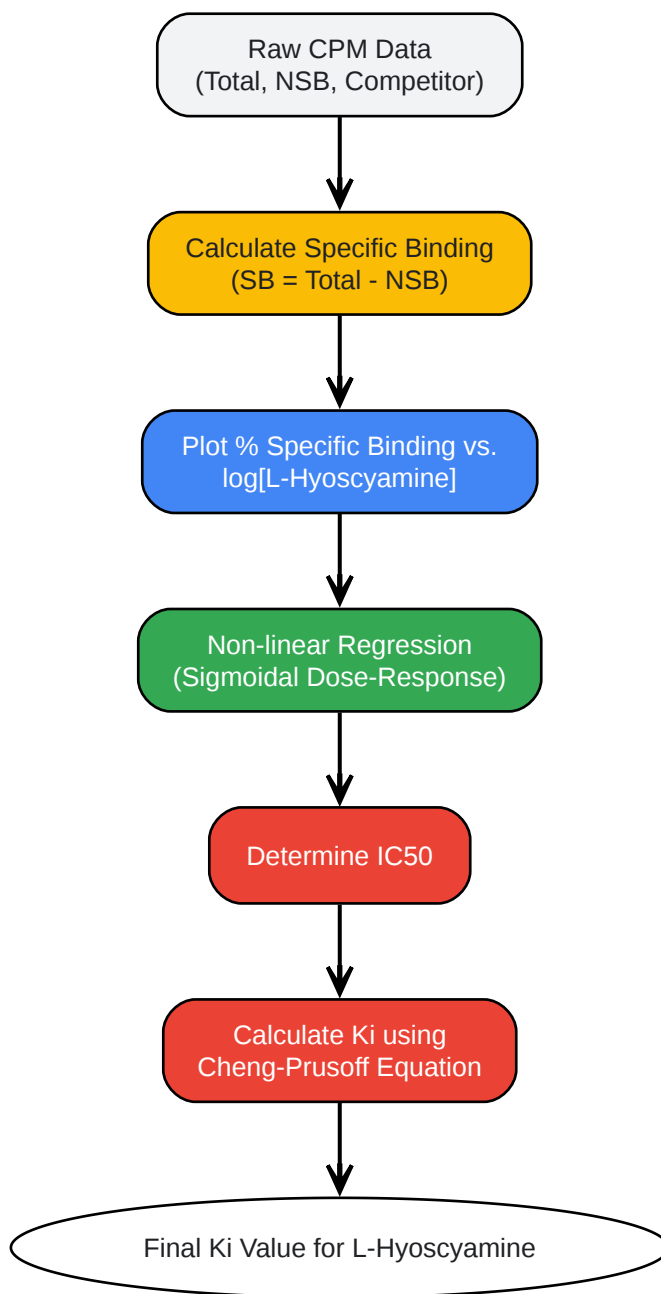 Raw CPM Data
(Total, NSB, Competitor)
Calculate Specific Binding
(SB = Total - NSB)
Plot % Specific Binding vs.
log[L-Hyoscyamine]
Non-linear Regression
(Sigmoidal Dose-Response)
Determine IC50
Calculate Ki using
Cheng-Prusoff Equation
Final Ki Value for L-Hyoscyamine